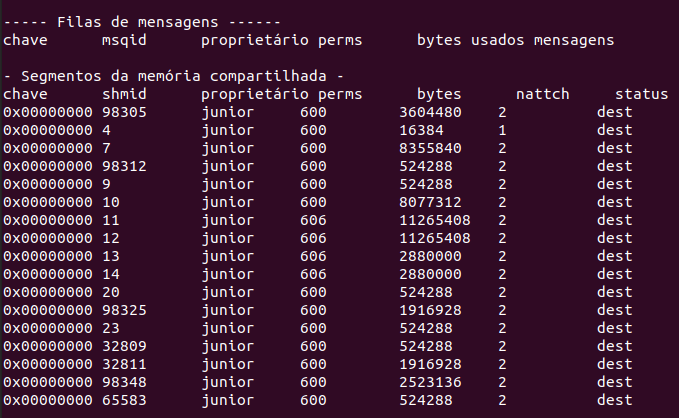 ----- Filas de mensagens ------
chave msqid proprietário perms bytes usados mensagens
- Segmentos da memória compartilhada -
chave shmid proprietário perms bytes nattch status
0x00000000 98305 junior 600 3604480 2 dest
0x00000000 4 junior 600 16384 1 dest
0x00000000 7 junior 600 8355840 2 dest
0x00000000 98312 junior 600 524288 2 dest
0x00000000 9 junior 600 524288 2 dest
0x00000000 10 junior 600 8077312 2 dest
0x00000000 11 junior 606 11265408 2 dest
0x00000000 12 junior 606 11265408 2 dest
0x00000000 13 junior 606 2880000 2 dest
0x00000000 14 junior 606 2880000 2 dest
0x00000000 20 junior 600 524288 2 dest
0x00000000 98325 junior 600 1916928 2 dest
0x00000000 23 junior 600 524288 2 dest
0x00000000 32809 junior 600 524288 2 dest
0x00000000 32811 junior 600 1916928 2 dest
0x00000000 98348 junior 600 2523136 2 dest
0x00000000 65583 junior 600 524288 2 dest